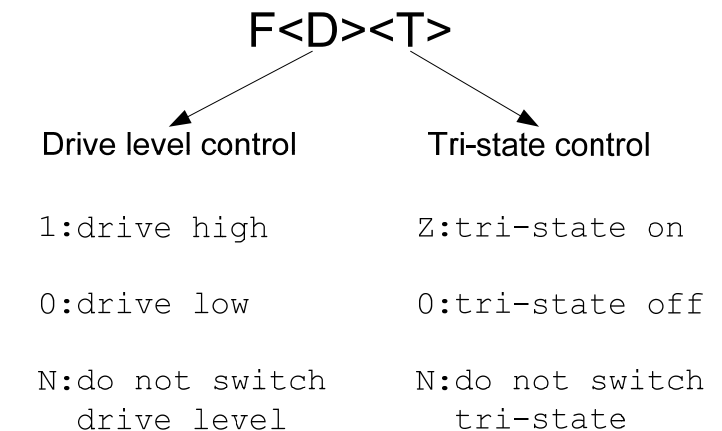 F<D><T>
Drive level control
1:drive high
0:drive low
N:do not switch
drive level
Tri-state control
Z:tri-state on
0:tri-state off
N:do not switch
tri-state